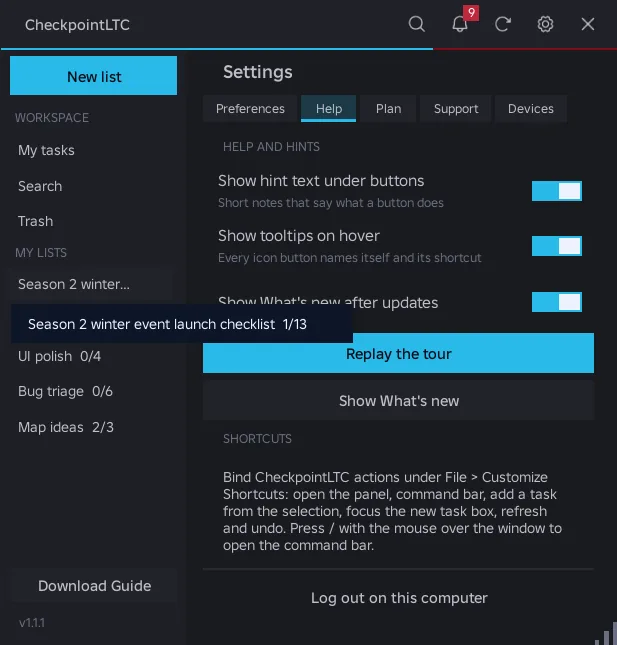 CheckpointLTC
9
New list
WORKSPACE
My tasks
Search
Trash
MY LISTS
Season 2 winter...
Season 2 winter event launch checklist 1/13
UI polish 0/4
Bug triage 0/6
Map ideas 2/3
Download Guide
v1.1.1
Settings
Preferences
Help
Plan
Support
Devices
HELP AND HINTS
Show hint text under buttons
Short notes that say what a button does
Show tooltips on hover
Every icon button names itself and its shortcut
Show What's new after updates
Replay the tour
Show What's new
SHORTCUTS
Bind CheckpointLTC actions under File > Customize
Shortcuts: open the panel, command bar, add a task
from the selection, focus the new task box, refresh
and undo. Press / with the mouse over the window to
open the command bar.
Log out on this computer